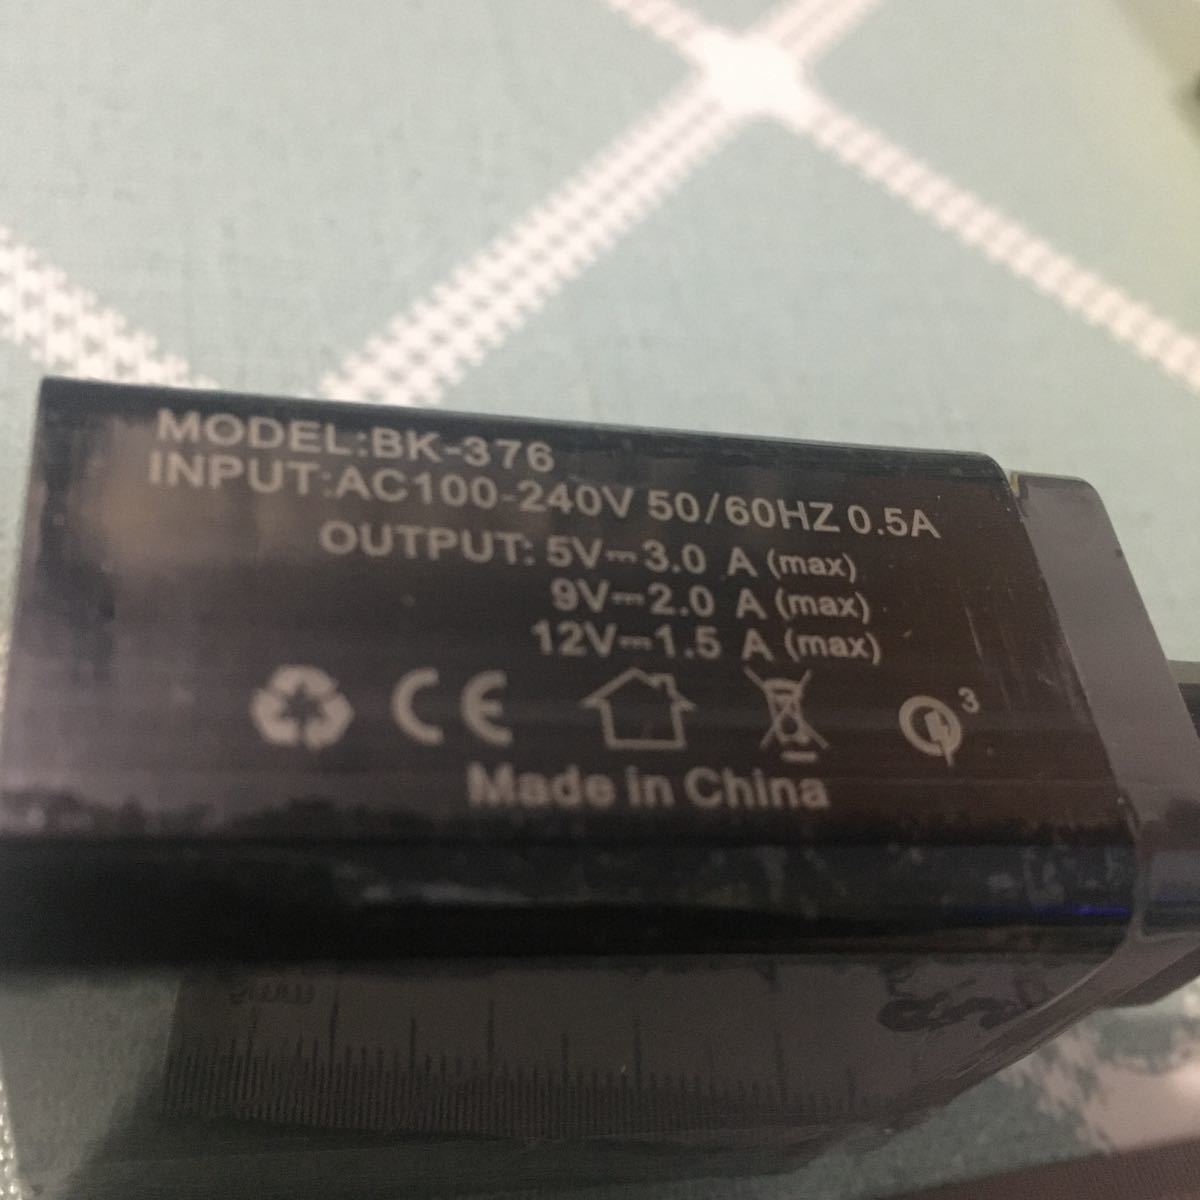 MODEL:BK-376
INPUT:AC100-240V 50/60HZ 0.5A
OUTPUT: 5V⎓3.0 A (max)
9V⎓2.0 A (max)
12V⎓1.5 A (max)
CE
3
Made in China